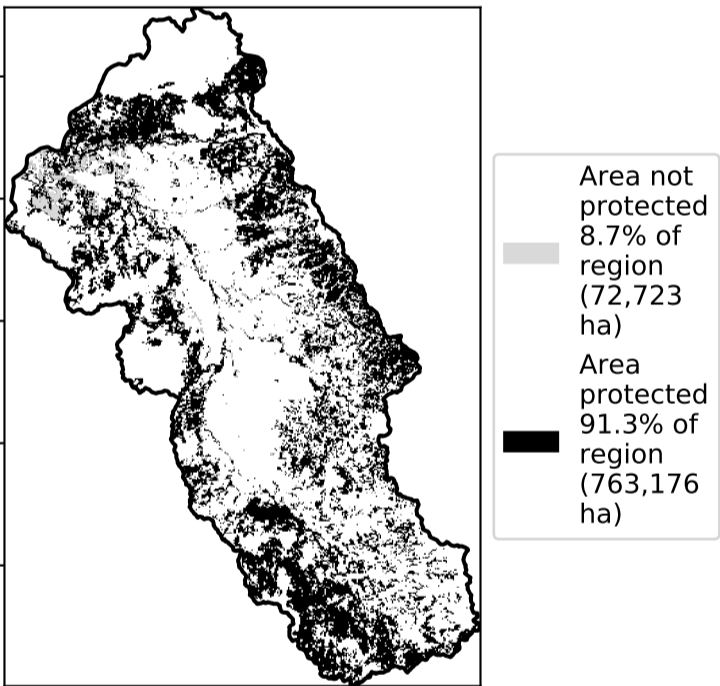 Area not
protected
8.7% of
region
(72,723
ha)
Area
protected
91.3% of
region
(763,176
ha)